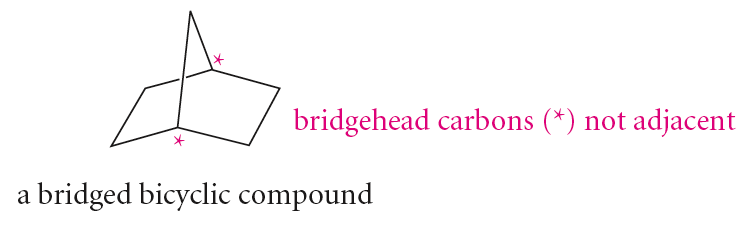 *
bridgehead carbons (*) not adjacent
*
a bridged bicyclic compound